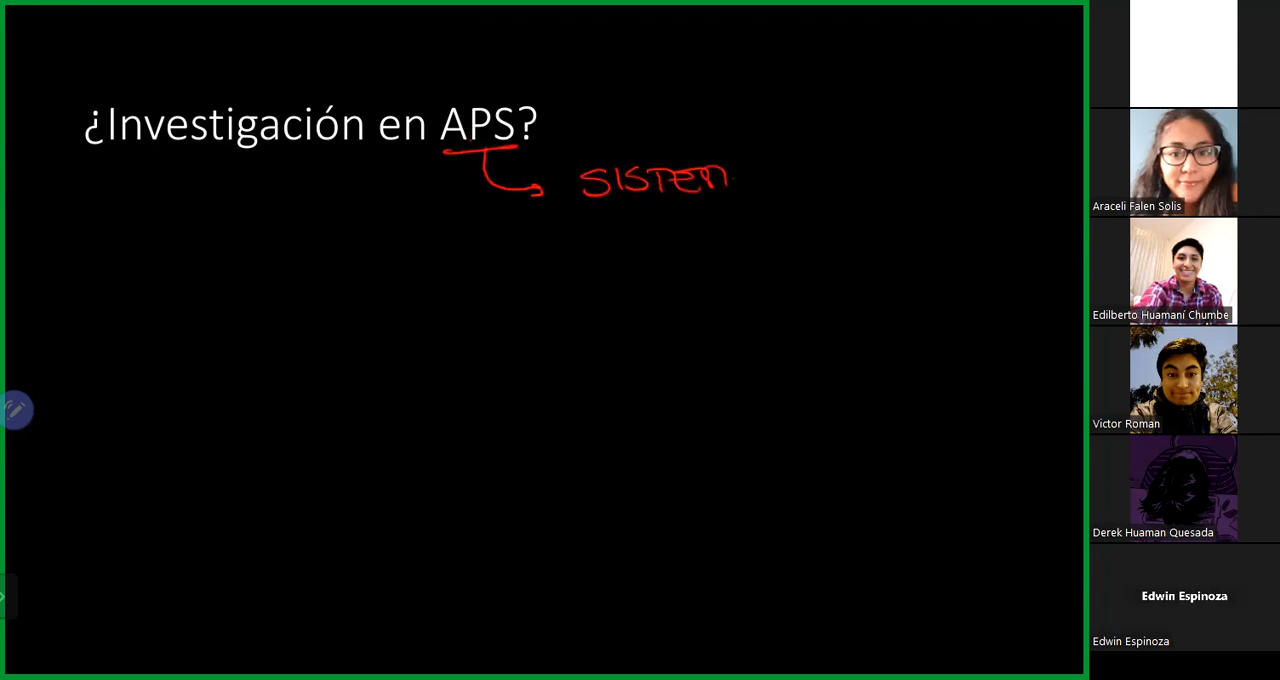 ¿Investigación en APS?
SISTEM
Araceli Falen Solis
Edilberto Huamaní Chumbe
Victor Roman
Derek Huaman Quesada
Edwin Espinoza
Edwin Espinoza